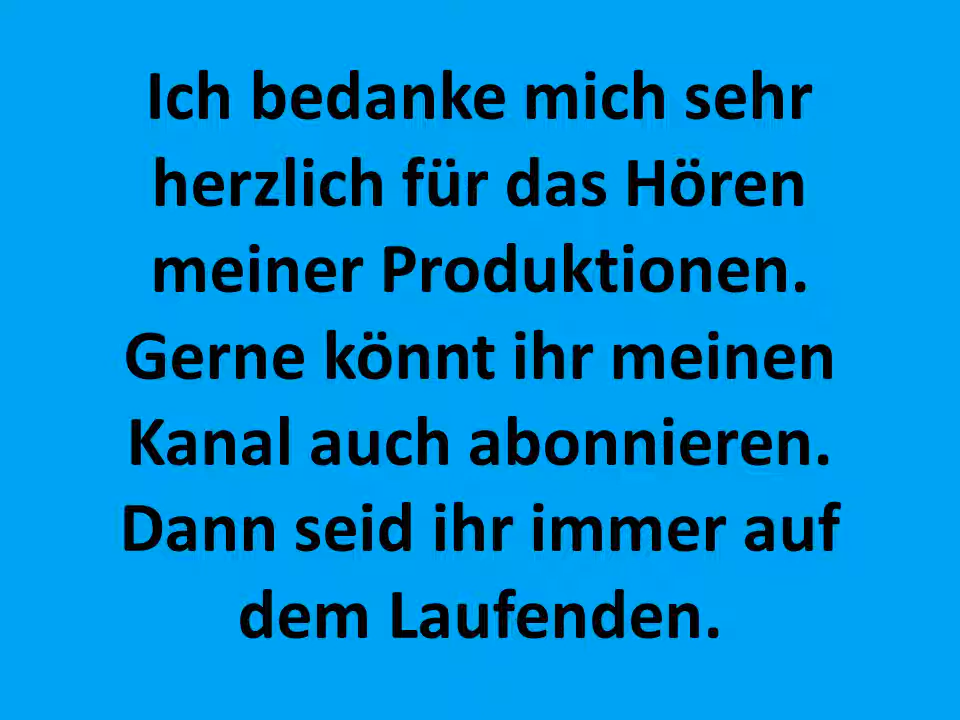 Ich bedanke mich sehr
herzlich für das Hören
meiner Produktionen.
Gerne könnt ihr meinen
Kanal auch abonnieren.
Dann seid ihr immer auf
dem Laufenden.